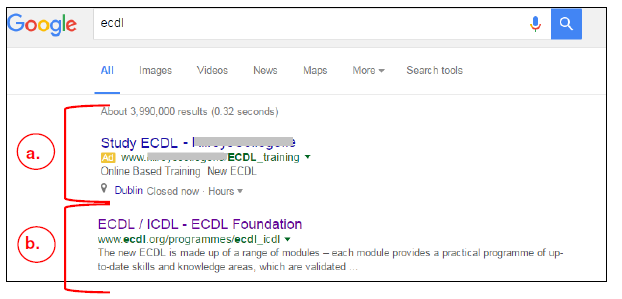 Google ecdl
All Images Videos News Maps More Search tools
About 3,990,000 results (0.32 seconds)
a.
Study ECDL -
Ad www. ECDL_training
Online Based Training New ECDL
Dublin Closed now · Hours
b.
ECDL / ICDL - ECDL Foundation
www.ecdl.org/programmes/ecdl_icdl
The new ECDL is made up of a range of modules – each module provides a practical programme of up-
to-date skills and knowledge areas, which are validated ...